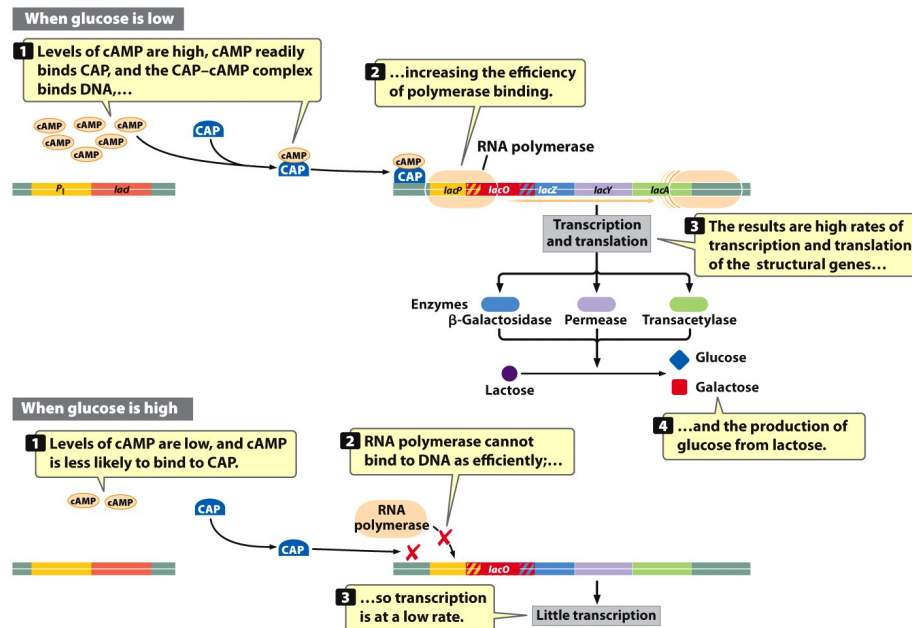 When glucose is low
1 Levels of cAMP are high, cAMP readily
binds CAP, and the CAP–cAMP complex
binds DNA,…
2 …increasing the efficiency
of polymerase binding.
cAMP cAMP cAMP
cAMP cAMP
cAMP
CAP
cAMP
CAP
cAMP
CAP
RNA polymerase
PI lacI
lacP lacO lacZ lacY lacA
Transcription
and translation
3 The results are high rates of
transcription and translation
of the structural genes…
Enzymes
β-Galactosidase Permease Transacetylase
Lactose
Glucose
Galactose
4 …and the production of
glucose from lactose.
When glucose is high
1 Levels of cAMP are low, and cAMP
is less likely to bind to CAP.
2 RNA polymerase cannot
bind to DNA as efficiently;…
cAMP cAMP
CAP
CAP
RNA
polymerase
lacO
3 …so transcription
is at a low rate.
Little transcription